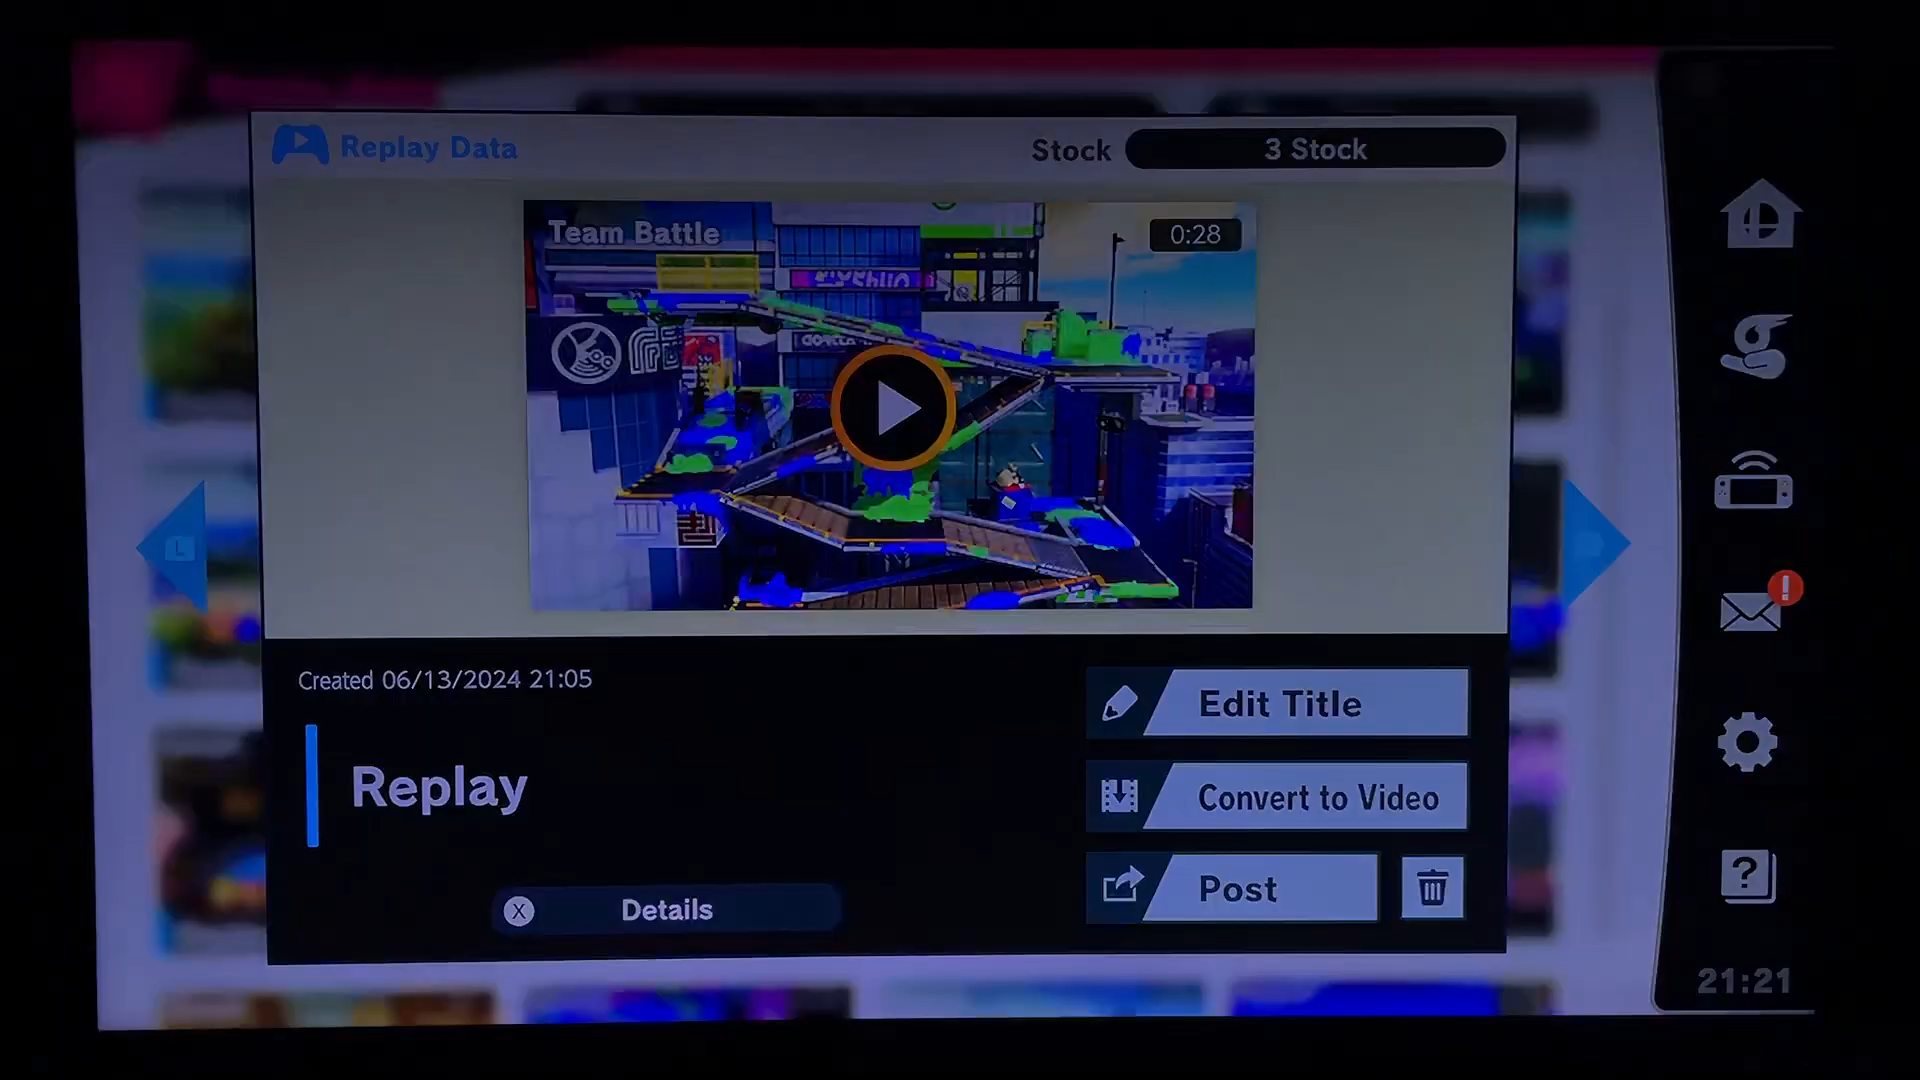 Replay Data
Stock
3 Stock
Team Battle
0:28
L
Created 06/13/2024 21:05
Replay
X Details
Edit Title
Convert to Video
Post
21:21